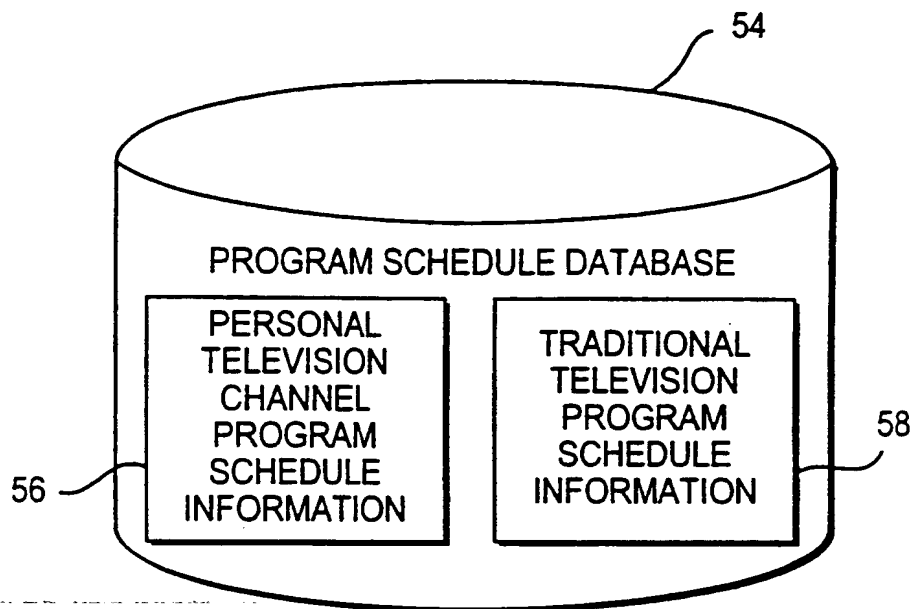 54
PROGRAM SCHEDULE DATABASE
PERSONAL
TELEVISION
CHANNEL
PROGRAM
SCHEDULE
INFORMATION
TRADITIONAL
TELEVISION
PROGRAM
SCHEDULE
INFORMATION
56
58